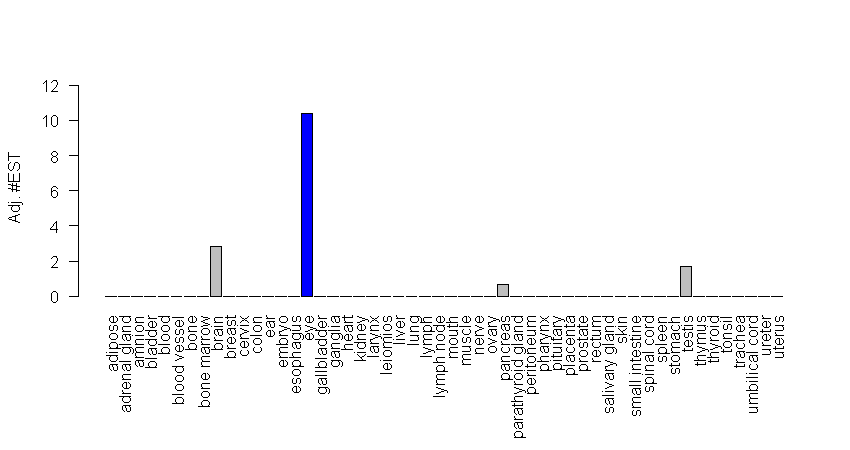 12
10
8
6
4
2
0
Adj. #EST
adipose
adrenal gland
amnion
bladder
blood
blood vessel
bone
bone marrow
brain
breast
cervix
colon
ear
embryo
esophagus
eye
gallbladder
ganglia
heart
kidney
larynx
leiomios
liver
lung
lymph
lymph node
mouth
muscle
nerve
ovary
pancreas
parathyroid gland
peritoneum
pharynx
pituitary
placenta
prostate
rectum
salivary gland
skin
small intestine
spinal cord
spleen
stomach
testis
thymus
thyroid
tonsil
trachea
umbilical cord
ureter
uterus